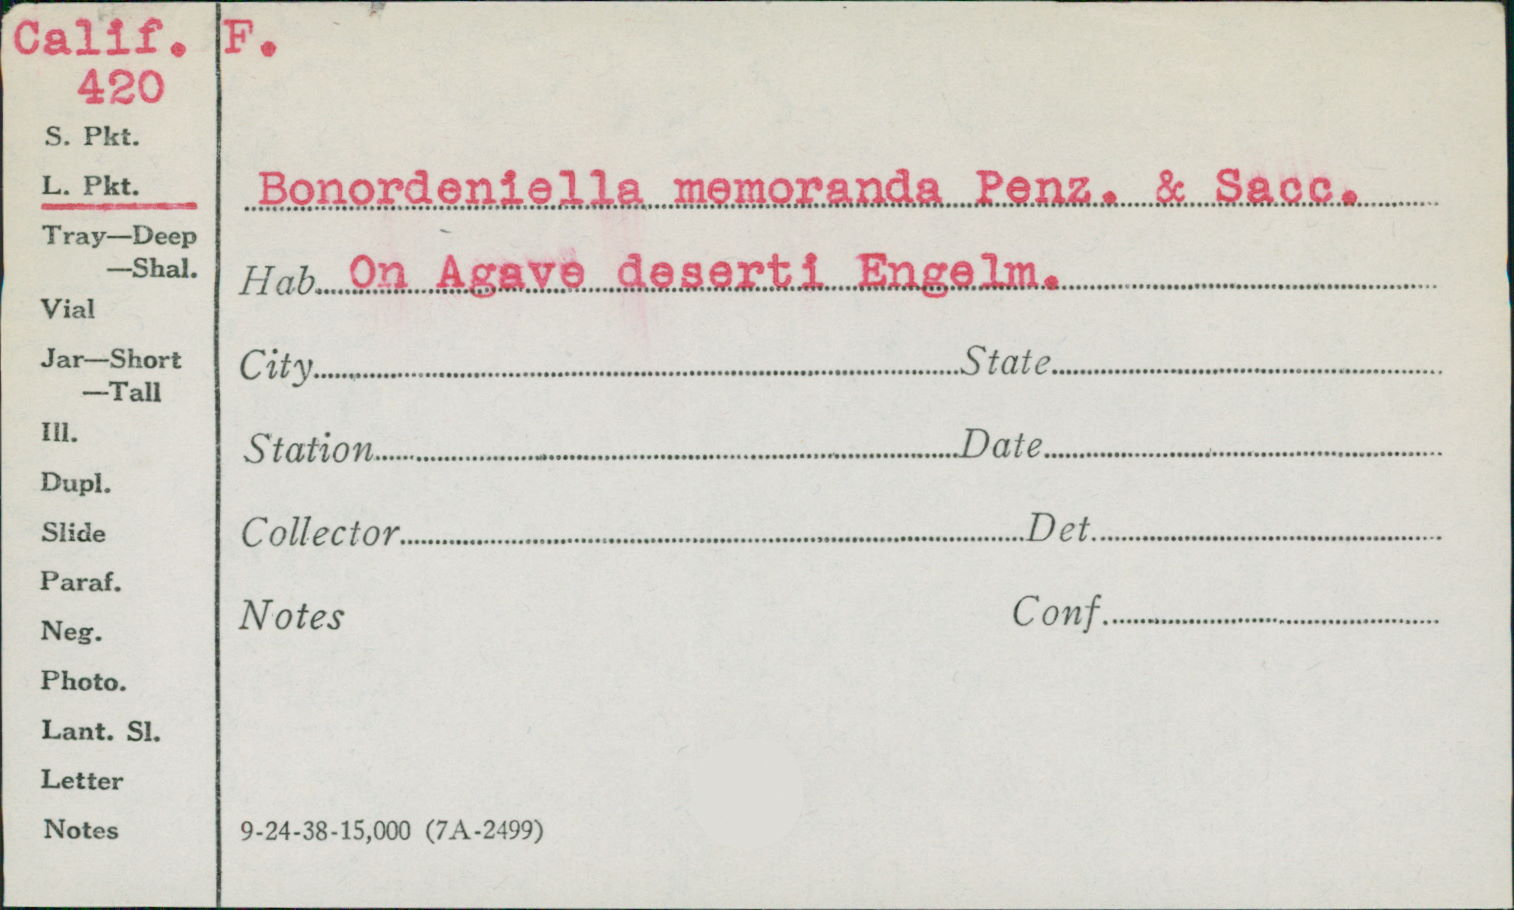 Calif. F.
420
S. Pkt.
L. Pkt.
Bonordeniella memoranda Penz. & Sacc.
Tray—Deep
—Shal.
Hab. On Agave deserti Engelm.
Vial
Jar—Short
—Tall
City State
Ill.
Station Date
Dupl.
Slide
Collector Det.
Paraf.
Neg.
Notes Conf.
Photo.
Lant. Sl.
Letter
Notes
9-24-38-15,000 (7A-2499)